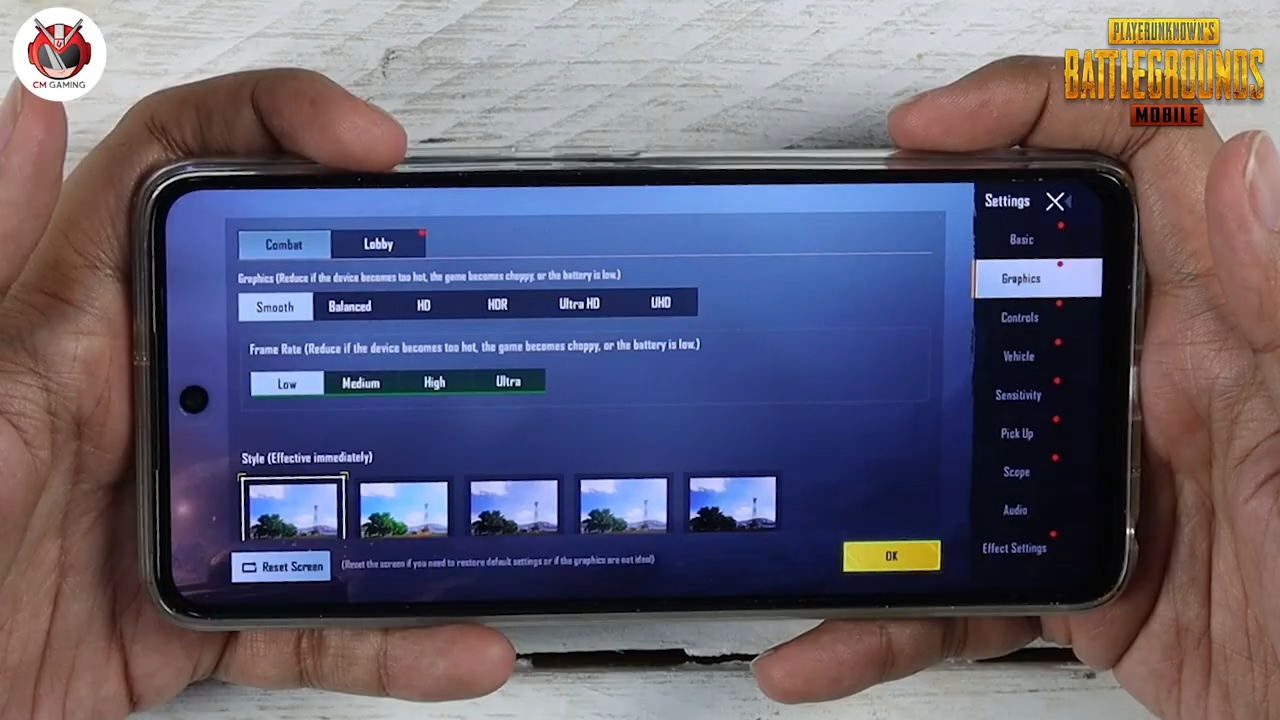 CM GAMING
PLAYERUNKNOWN'S
BATTLEGROUNDS
MOBILE
Settings
Combat
Lobby
Basic
Graphics (Reduce if the device becomes too hot, the game becomes choppy, or the battery is low.)
Graphics
Smooth Balanced HD HDR Ultra HD UHD
Controls
Frame Rate (Reduce if the device becomes too hot, the game becomes choppy, or the battery is low.)
Vehicle
Low Medium High Ultra
Sensitivity
Pick Up
Style (Effective immediately)
Scope
Audio
Effect Settings
Reset Screen
(Reset the screen if you need to restore default settings or if the graphics are not ideal)
OK